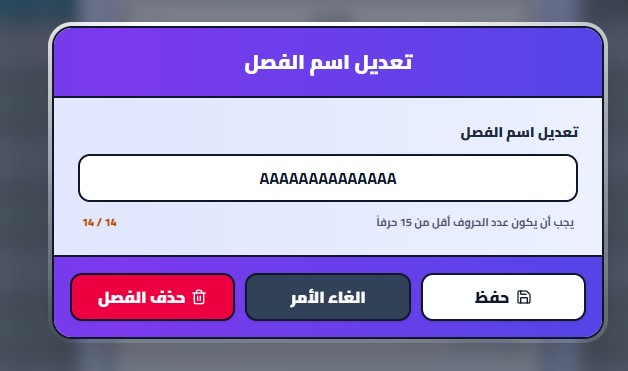 تعديل اسم الفصل
تعديل اسم الفصل
AAAAAAAAAAAAAA
يجب أن يكون عدد الحروف أقل من 15 حرفاً
14 / 14
حفظ
الغاء الأمر
حذف الفصل